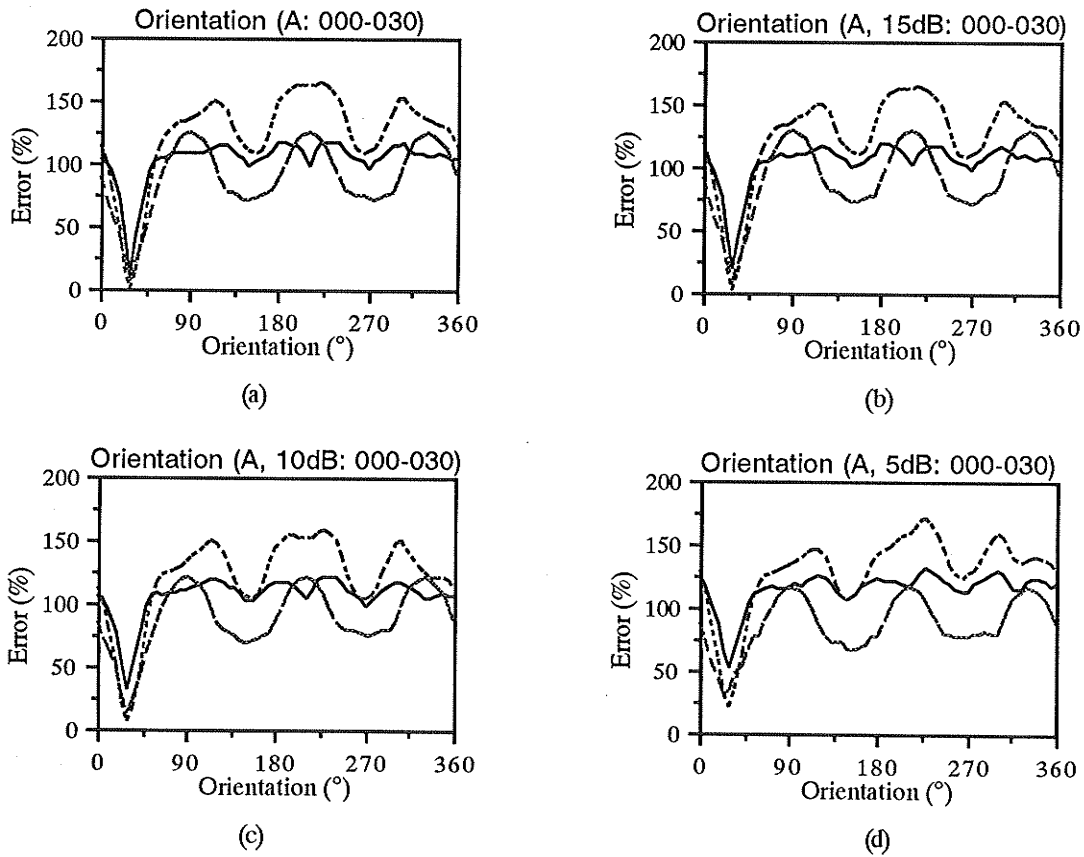 Orientation (A: 000-030)
200
150
100
50
0
Error (%)
0 90 180 270 360
Orientation (°)
(a)
Orientation (A, 15dB: 000-030)
200
150
100
50
0
Error (%)
0 90 180 270 360
Orientation (°)
(b)
Orientation (A, 10dB: 000-030)
200
150
100
50
0
Error (%)
0 90 180 270 360
Orientation (°)
(c)
Orientation (A, 5dB: 000-030)
200
150
100
50
0
Error (%)
0 90 180 270 360
Orientation (°)
(d)